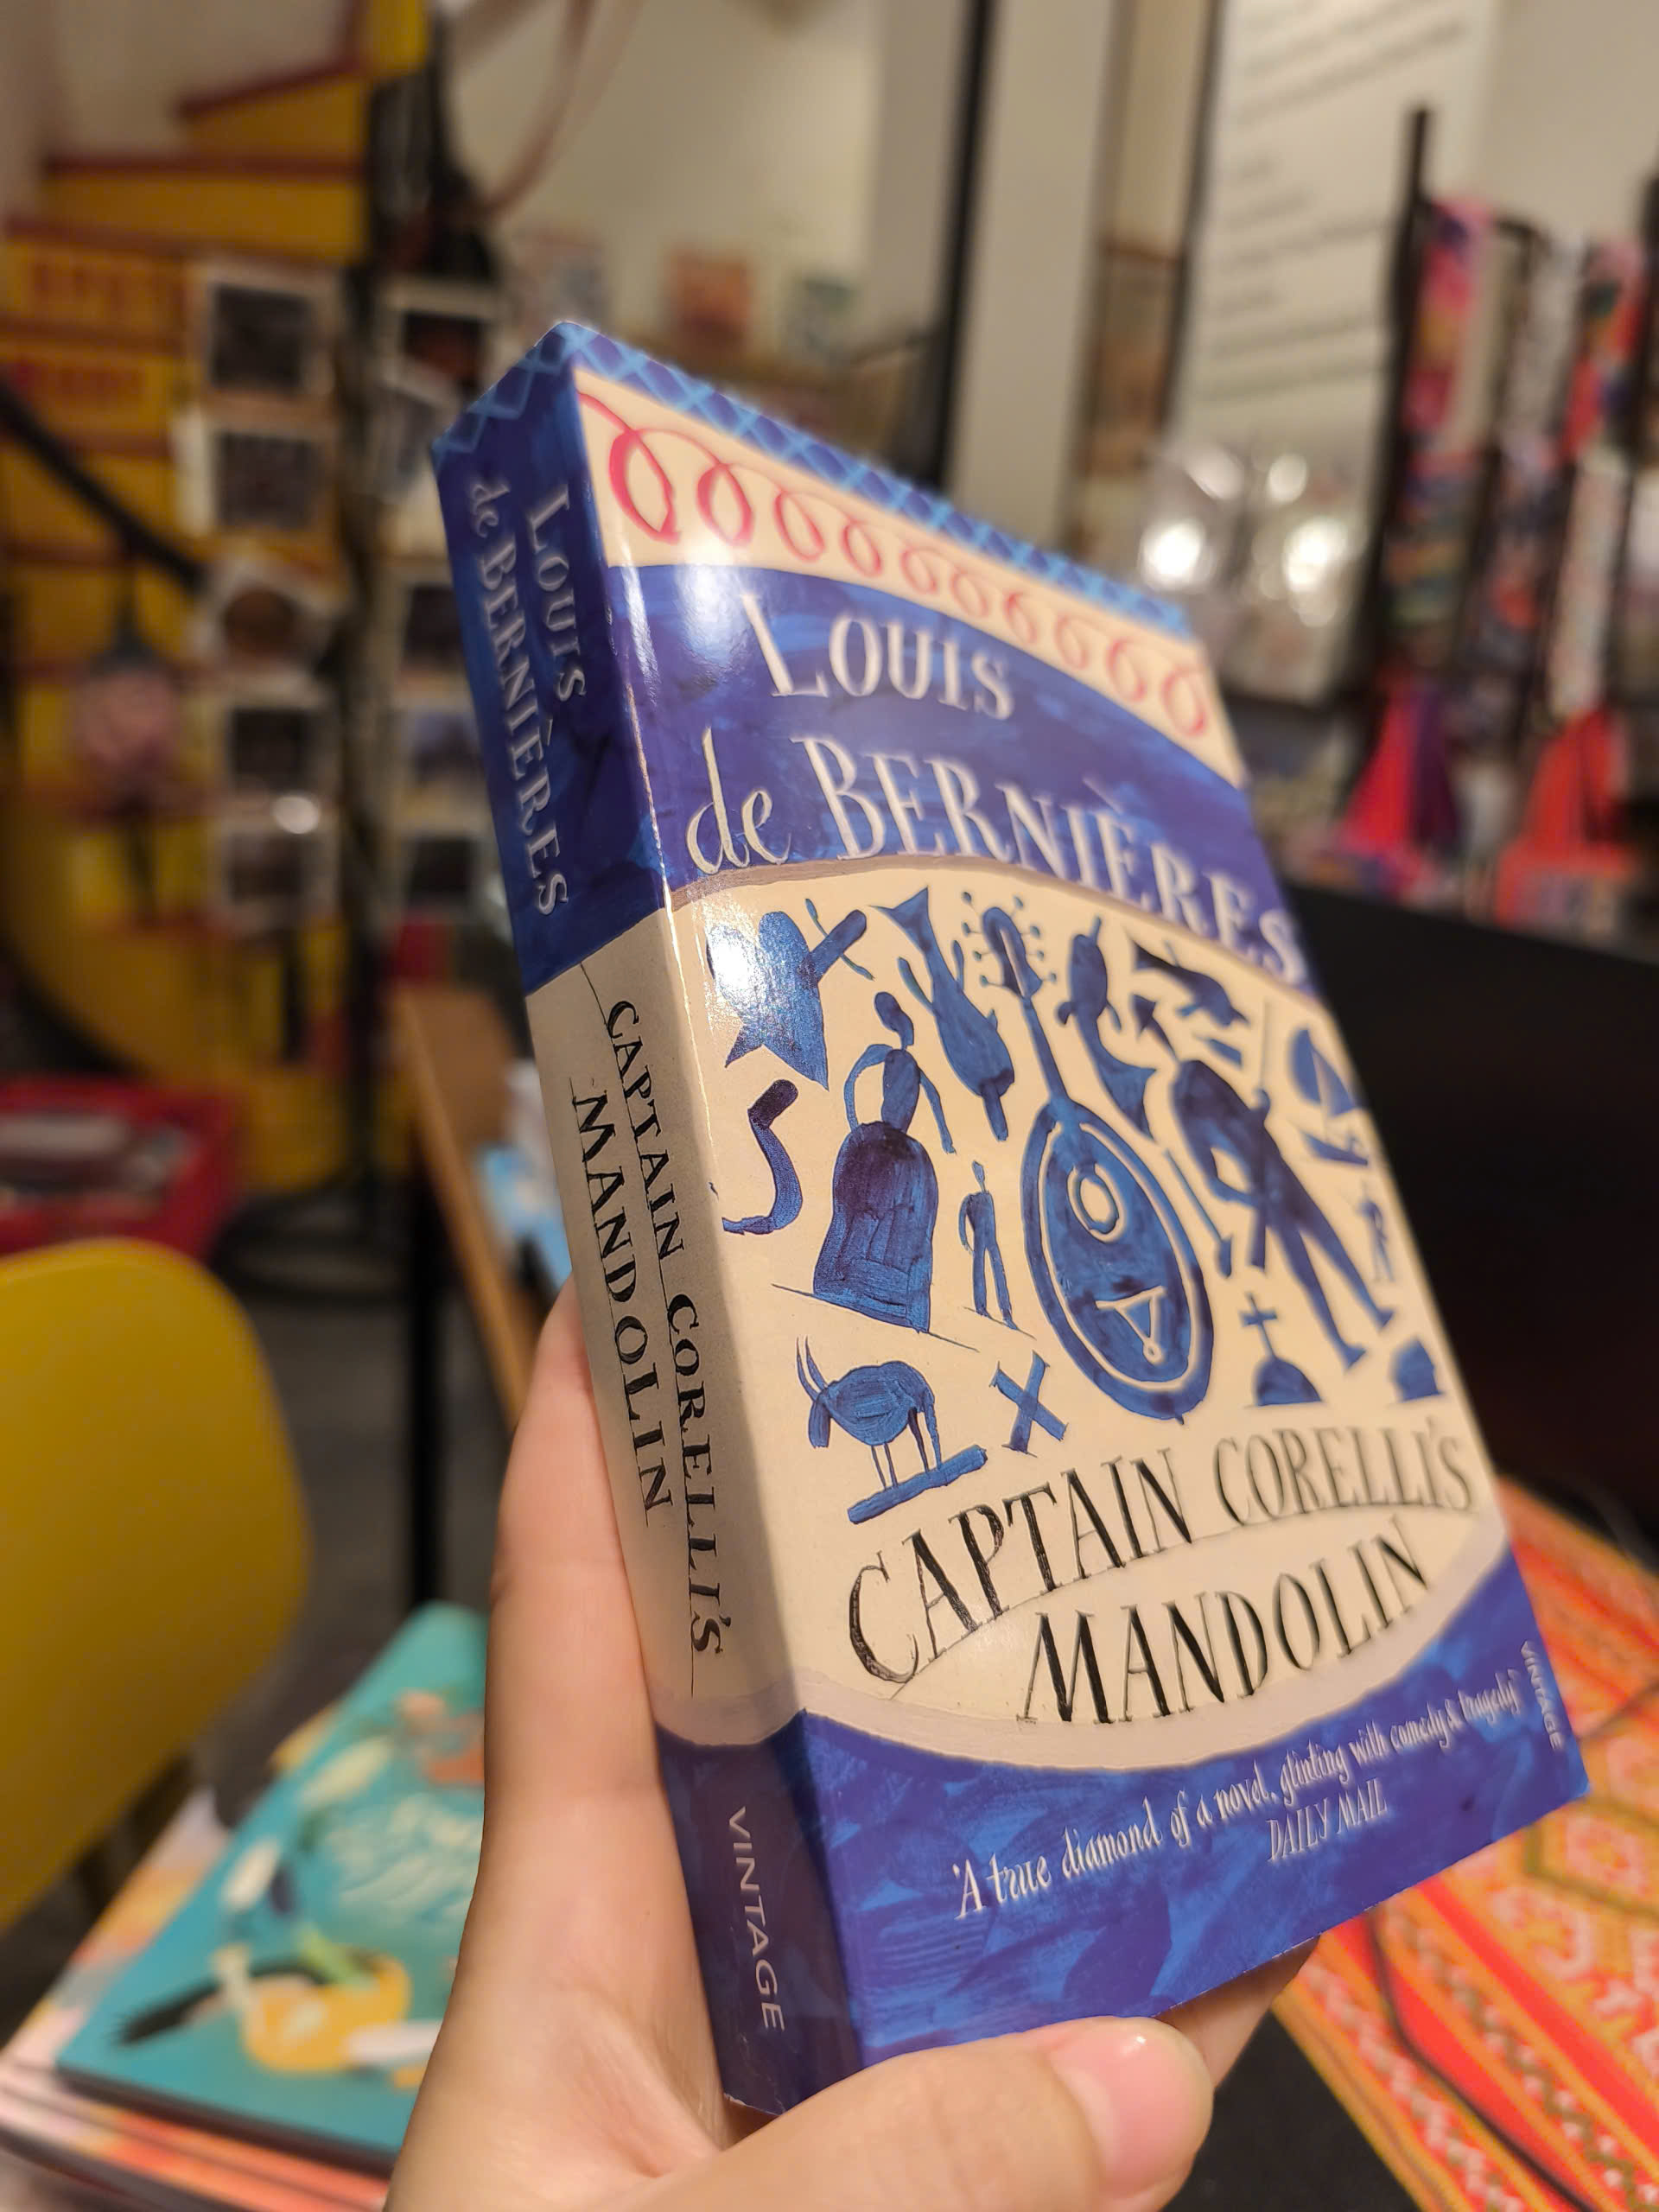 LOUIS
de BERNIÈRES
CAPTAIN CORELLI'S
MANDOLIN
VINTAGE
LOUIS
de BERNIÈRES
CAPTAIN CORELLI'S
MANDOLIN
'A true diamond of a novel, glinting with comedy & tragedy'
DAILY MAIL
VINTAGE